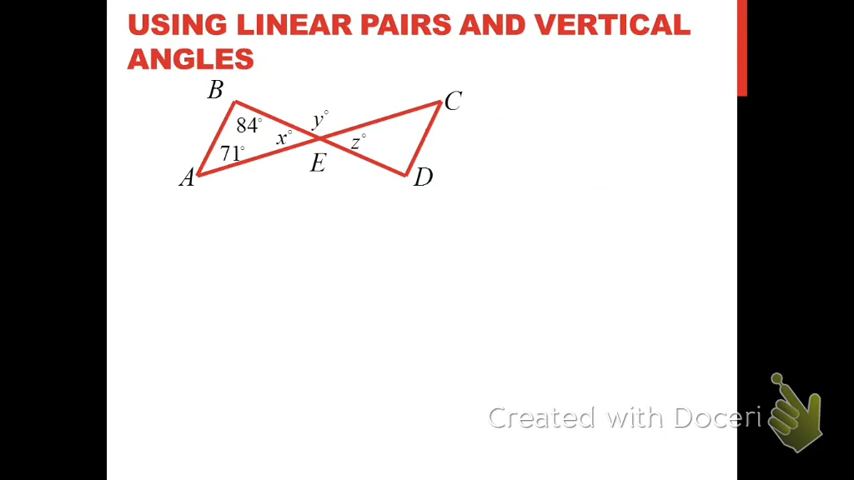 USING LINEAR PAIRS AND VERTICAL
ANGLES
B
C
84°
y°
x°
z°
71°
E
A
D
Created with Doceri